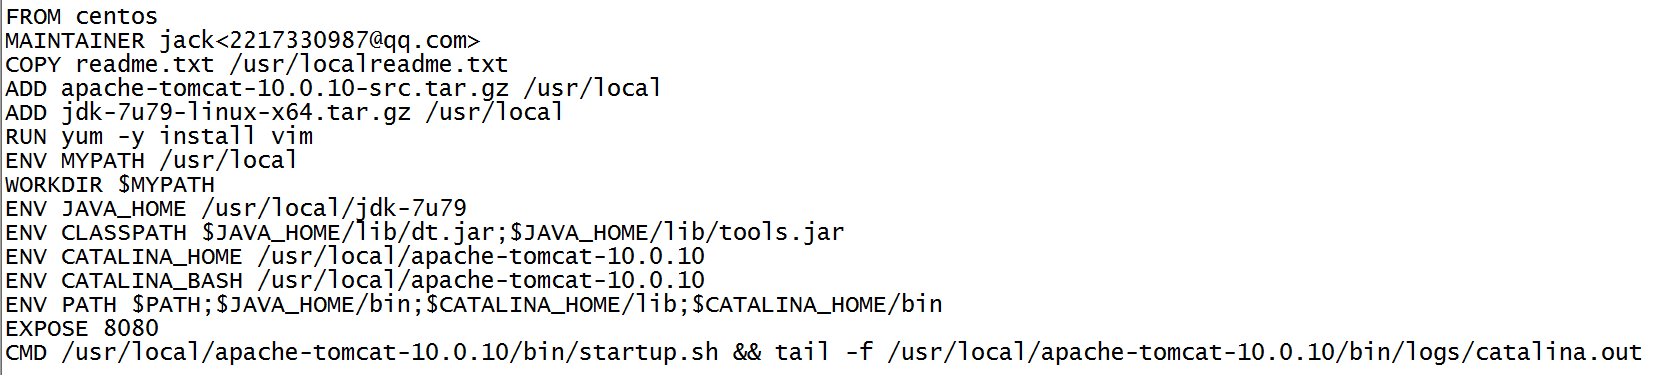 FROM centos
MAINTAINER jack<2217330987@qq.com>
COPY readme.txt /usr/localreadme.txt
ADD apache-tomcat-10.0.10-src.tar.gz /usr/local
ADD jdk-7u79-linux-x64.tar.gz /usr/local
RUN yum -y install vim
ENV MYPATH /usr/local
WORKDIR $MYPATH
ENV JAVA_HOME /usr/local/jdk-7u79
ENV CLASSPATH $JAVA_HOME/lib/dt.jar;$JAVA_HOME/lib/tools.jar
ENV CATALINA_HOME /usr/local/apache-tomcat-10.0.10
ENV CATALINA_BASH /usr/local/apache-tomcat-10.0.10
ENV PATH $PATH;$JAVA_HOME/bin;$CATALINA_HOME/lib;$CATALINA_HOME/bin
EXPOSE 8080
CMD /usr/local/apache-tomcat-10.0.10/bin/startup.sh && tail -f /usr/local/apache-tomcat-10.0.10/bin/logs/catalina.out